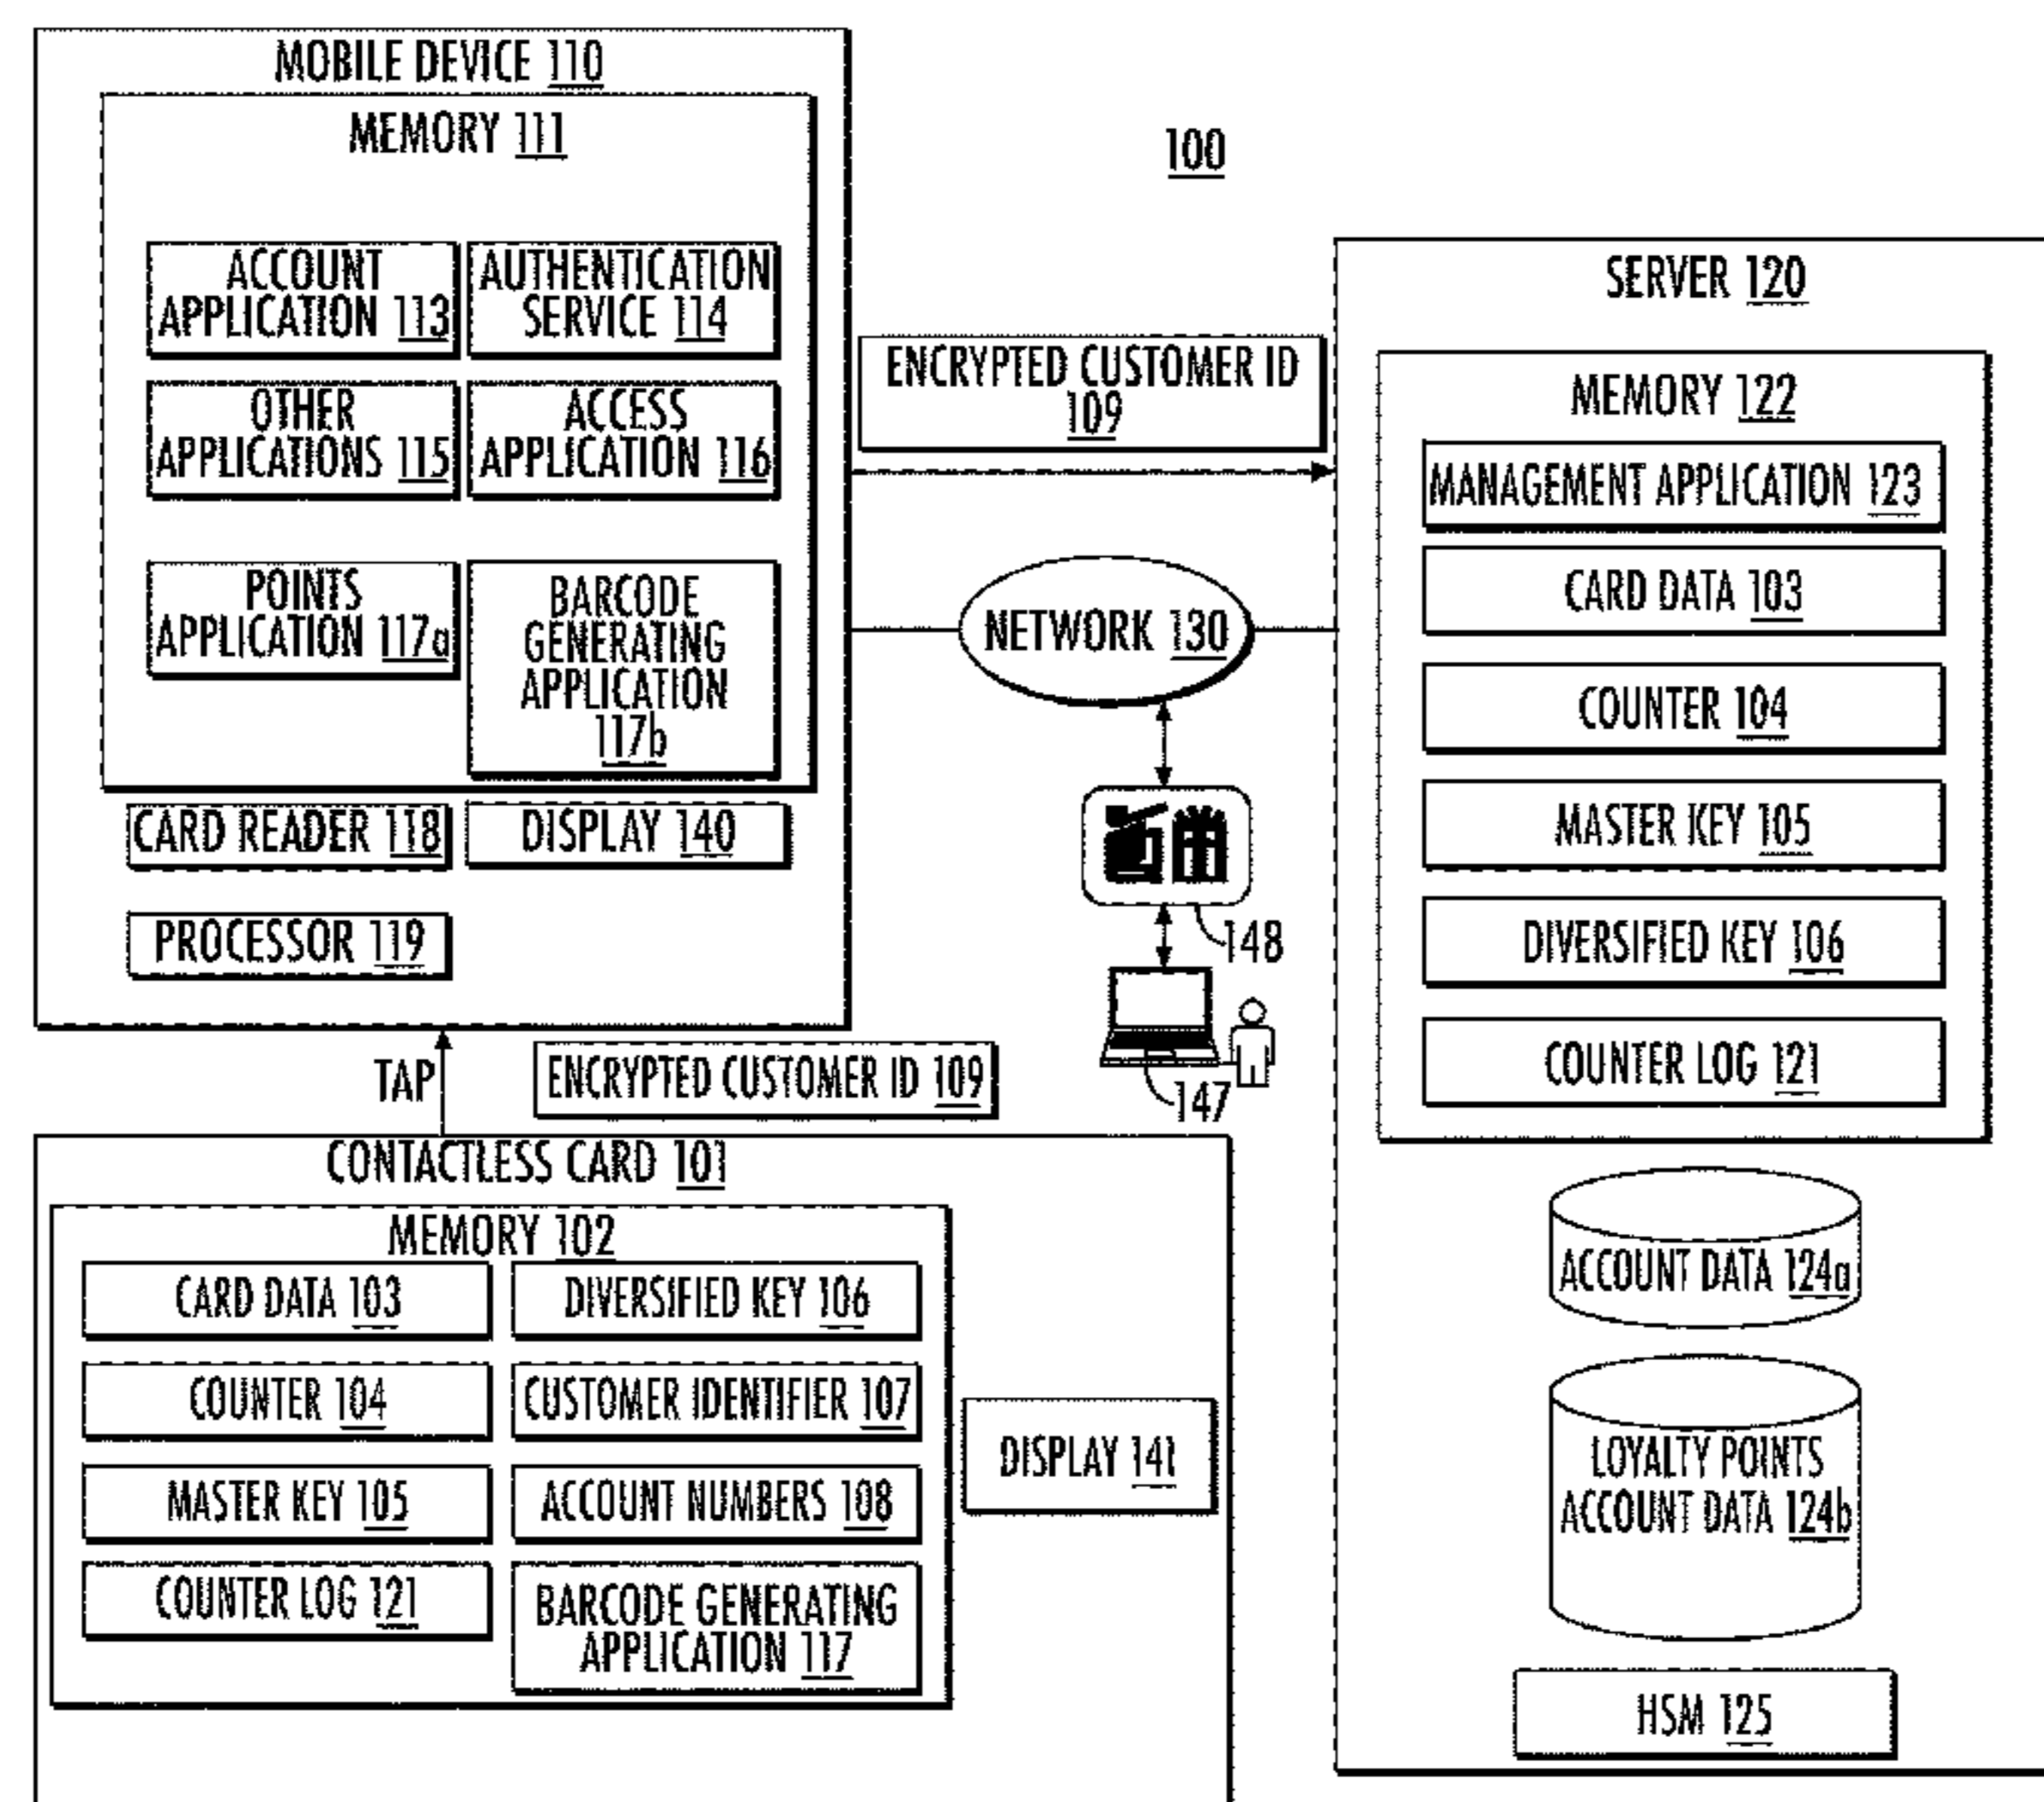 MOBILE DEVICE 110
MEMORY 111
ACCOUNT
APPLICATION 113
AUTHENTICATION
SERVICE 114
OTHER
APPLICATIONS 115
ACCESS
APPLICATION 116
POINTS
APPLICATION 117a
BARCODE
GENERATING
APPLICATION
117b
CARD READER 118
DISPLAY 140
PROCESSOR 119
100
ENCRYPTED CUSTOMER ID
109
NETWORK 130
148
147
TAP
ENCRYPTED CUSTOMER ID 109
CONTACTLESS CARD 101
MEMORY 102
CARD DATA 103
DIVERSIFIED KEY 106
COUNTER 104
CUSTOMER IDENTIFIER 107
MASTER KEY 105
ACCOUNT NUMBERS 108
COUNTER LOG 121
BARCODE GENERATING
APPLICATION 117
DISPLAY 141
SERVER 120
MEMORY 122
MANAGEMENT APPLICATION 123
CARD DATA 103
COUNTER 104
MASTER KEY 105
DIVERSIFIED KEY 106
COUNTER LOG 121
ACCOUNT DATA 124a
LOYALTY POINTS
ACCOUNT DATA 124b
HSM 125